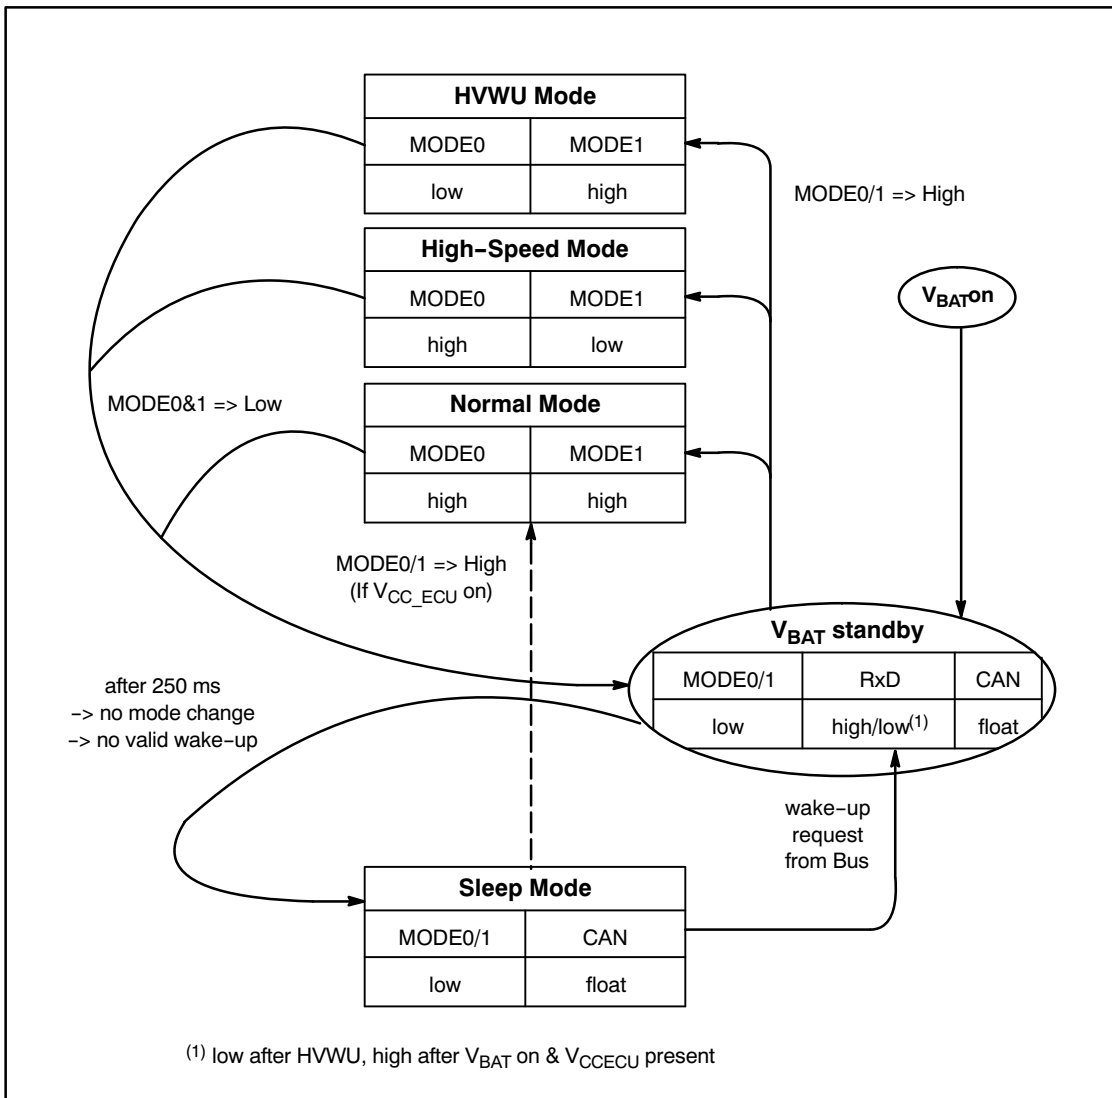 HVWU Mode
MODE0 MODE1
low high
MODE0/1 => High
High−Speed Mode
MODE0 MODE1
high low
VBAT on
MODE0&1 => Low
Normal Mode
MODE0 MODE1
high high
MODE0/1 => High
(If VCC_ECU on)
VBAT standby
MODE0/1 RxD CAN
low high/low(1) float
after 250 ms
−> no mode change
−> no valid wake−up
wake−up
request
from Bus
Sleep Mode
MODE0/1 CAN
low float
(1) low after HVWU, high after VBAT on & VCCECU present